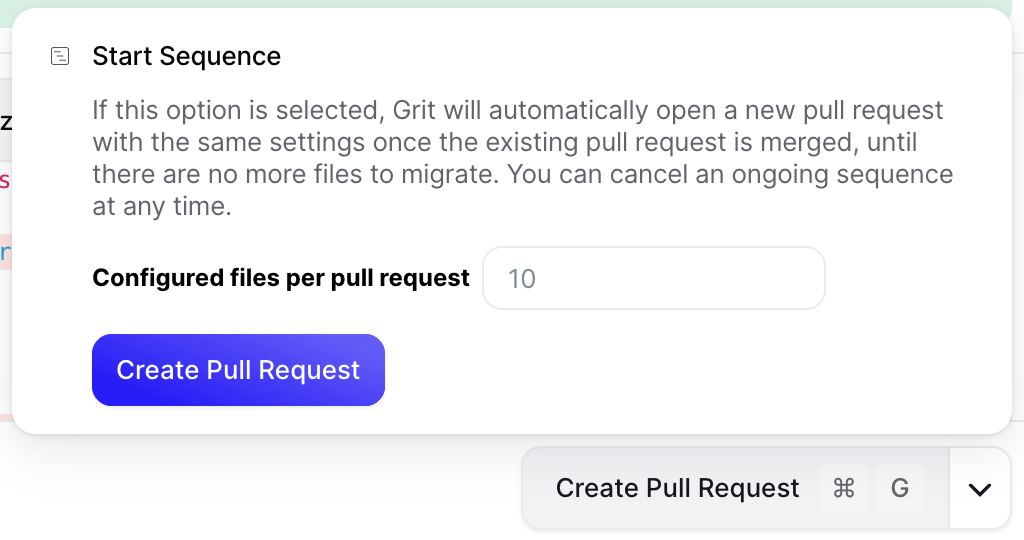 Start Sequence
If this option is selected, Grit will automatically open a new pull request
with the same settings once the existing pull request is merged, until
there are no more files to migrate. You can cancel an ongoing sequence
at any time.
Configured files per pull request 10
Create Pull Request
Create Pull Request ⌘ G
z
s
r